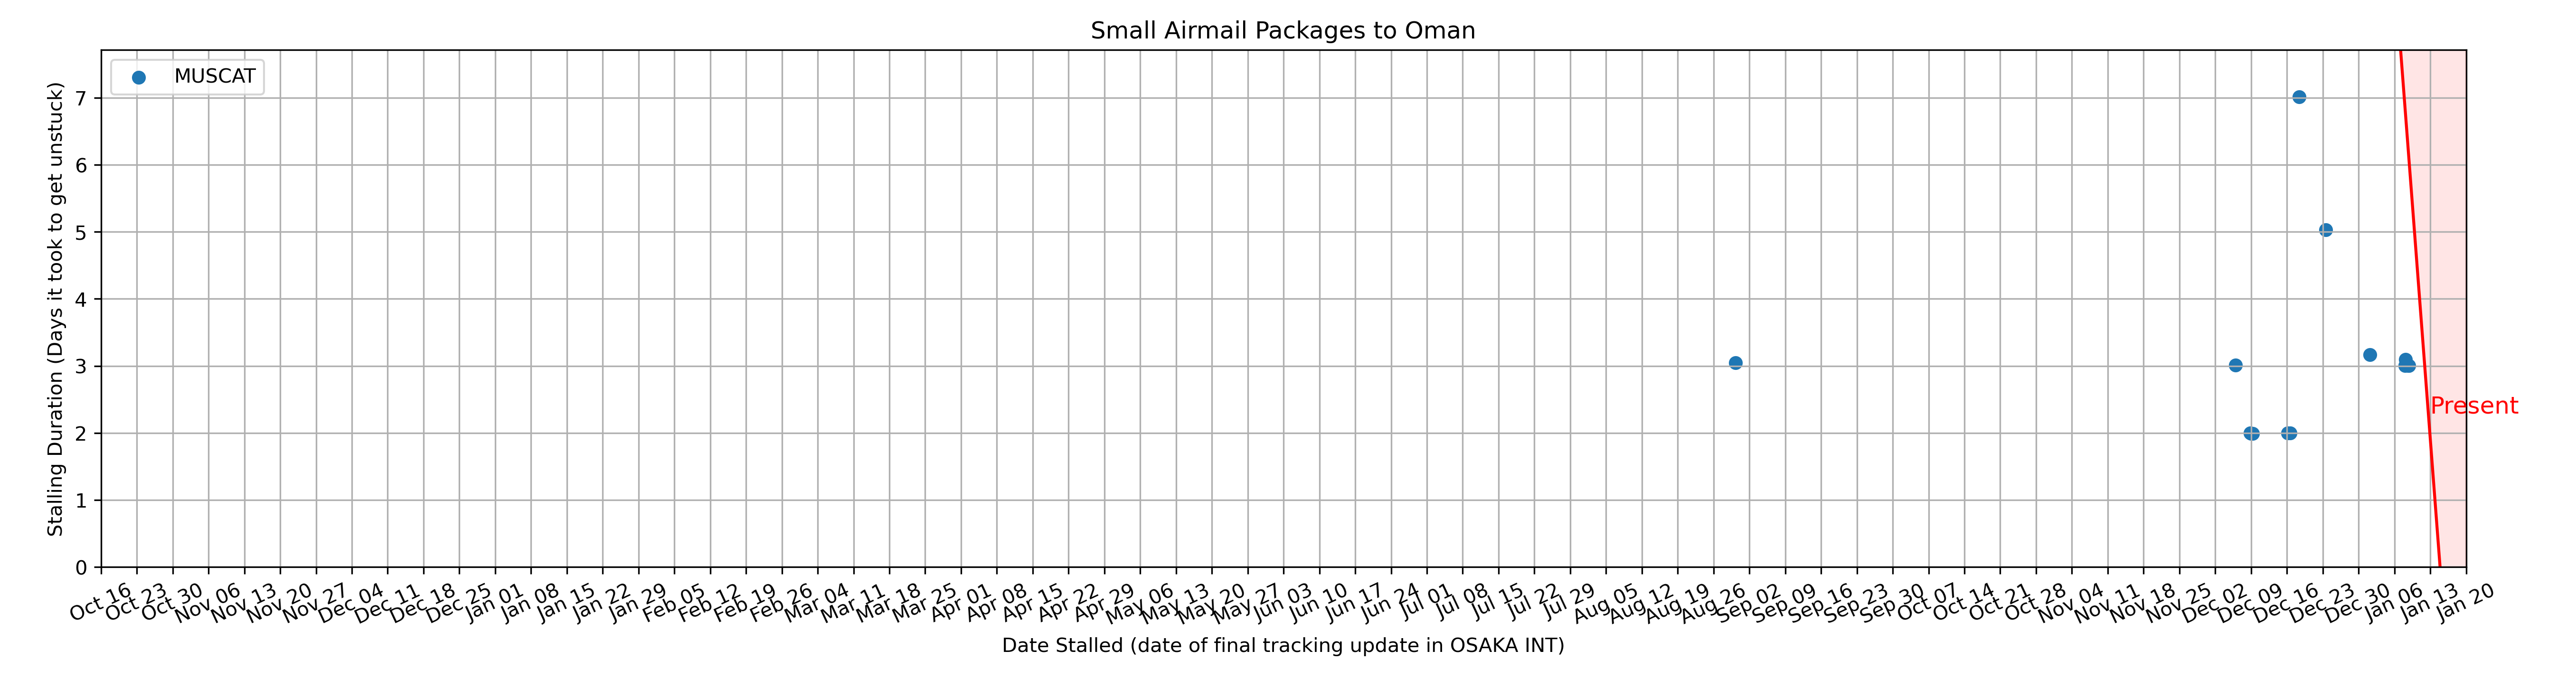 Small Airmail Packages to Oman
MUSCAT
Stalling Duration (Days it took to get unstuck)
7
6
5
4
3
2
1
0
Present
Oct 16
Oct 23
Oct 30
Nov 06
Nov 13
Nov 20
Nov 27
Dec 04
Dec 11
Dec 18
Dec 25
Jan 01
Jan 08
Jan 15
Jan 22
Jan 29
Feb 05
Feb 12
Feb 19
Feb 26
Mar 04
Mar 11
Mar 18
Mar 25
Apr 01
Apr 08
Apr 15
Apr 22
Apr 29
May 06
May 13
May 20
May 27
Jun 03
Jun 10
Jun 17
Jun 24
Jul 01
Jul 08
Jul 15
Jul 22
Jul 29
Aug 05
Aug 12
Aug 19
Aug 26
Sep 02
Sep 09
Sep 16
Sep 23
Sep 30
Oct 07
Oct 14
Oct 21
Oct 28
Nov 04
Nov 11
Nov 18
Nov 25
Dec 02
Dec 09
Dec 16
Dec 23
Dec 30
Jan 06
Jan 13
Jan 20
Date Stalled (date of final tracking update in OSAKA INT)